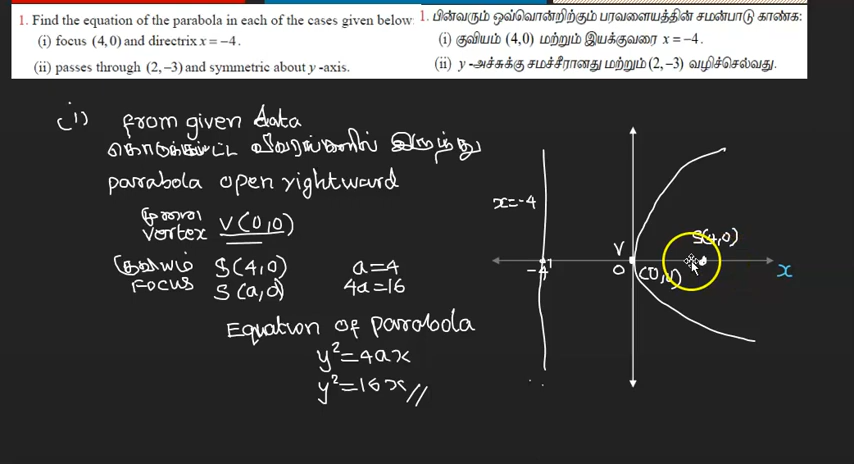 1. Find the equation of the parabola in each of the cases given below:
(i) focus (4,0) and directrix x = −4.
(ii) passes through (2,−3) and symmetric about y-axis.
1. பின்வரும் ஒவ்வொன்றிற்கும் பரவளையத்தின் சமன்பாடு காண்க:
(i) குவியம் (4,0) மற்றும் இயக்குவரை x = −4.
(ii) y -அச்சுக்கு சமச்சீரானது மற்றும் (2,−3) வழிச்செல்வது.
(i) from given data
parabola open rightward
முனை
vertex V(0,0)
குவியம் S(4,0) a=4
Focus S(a,0) 4a=16
Equation of parabola
y²=4ax
y²=16x//
x=-4
S(4,0)
V
-4
0
(0,0)
x